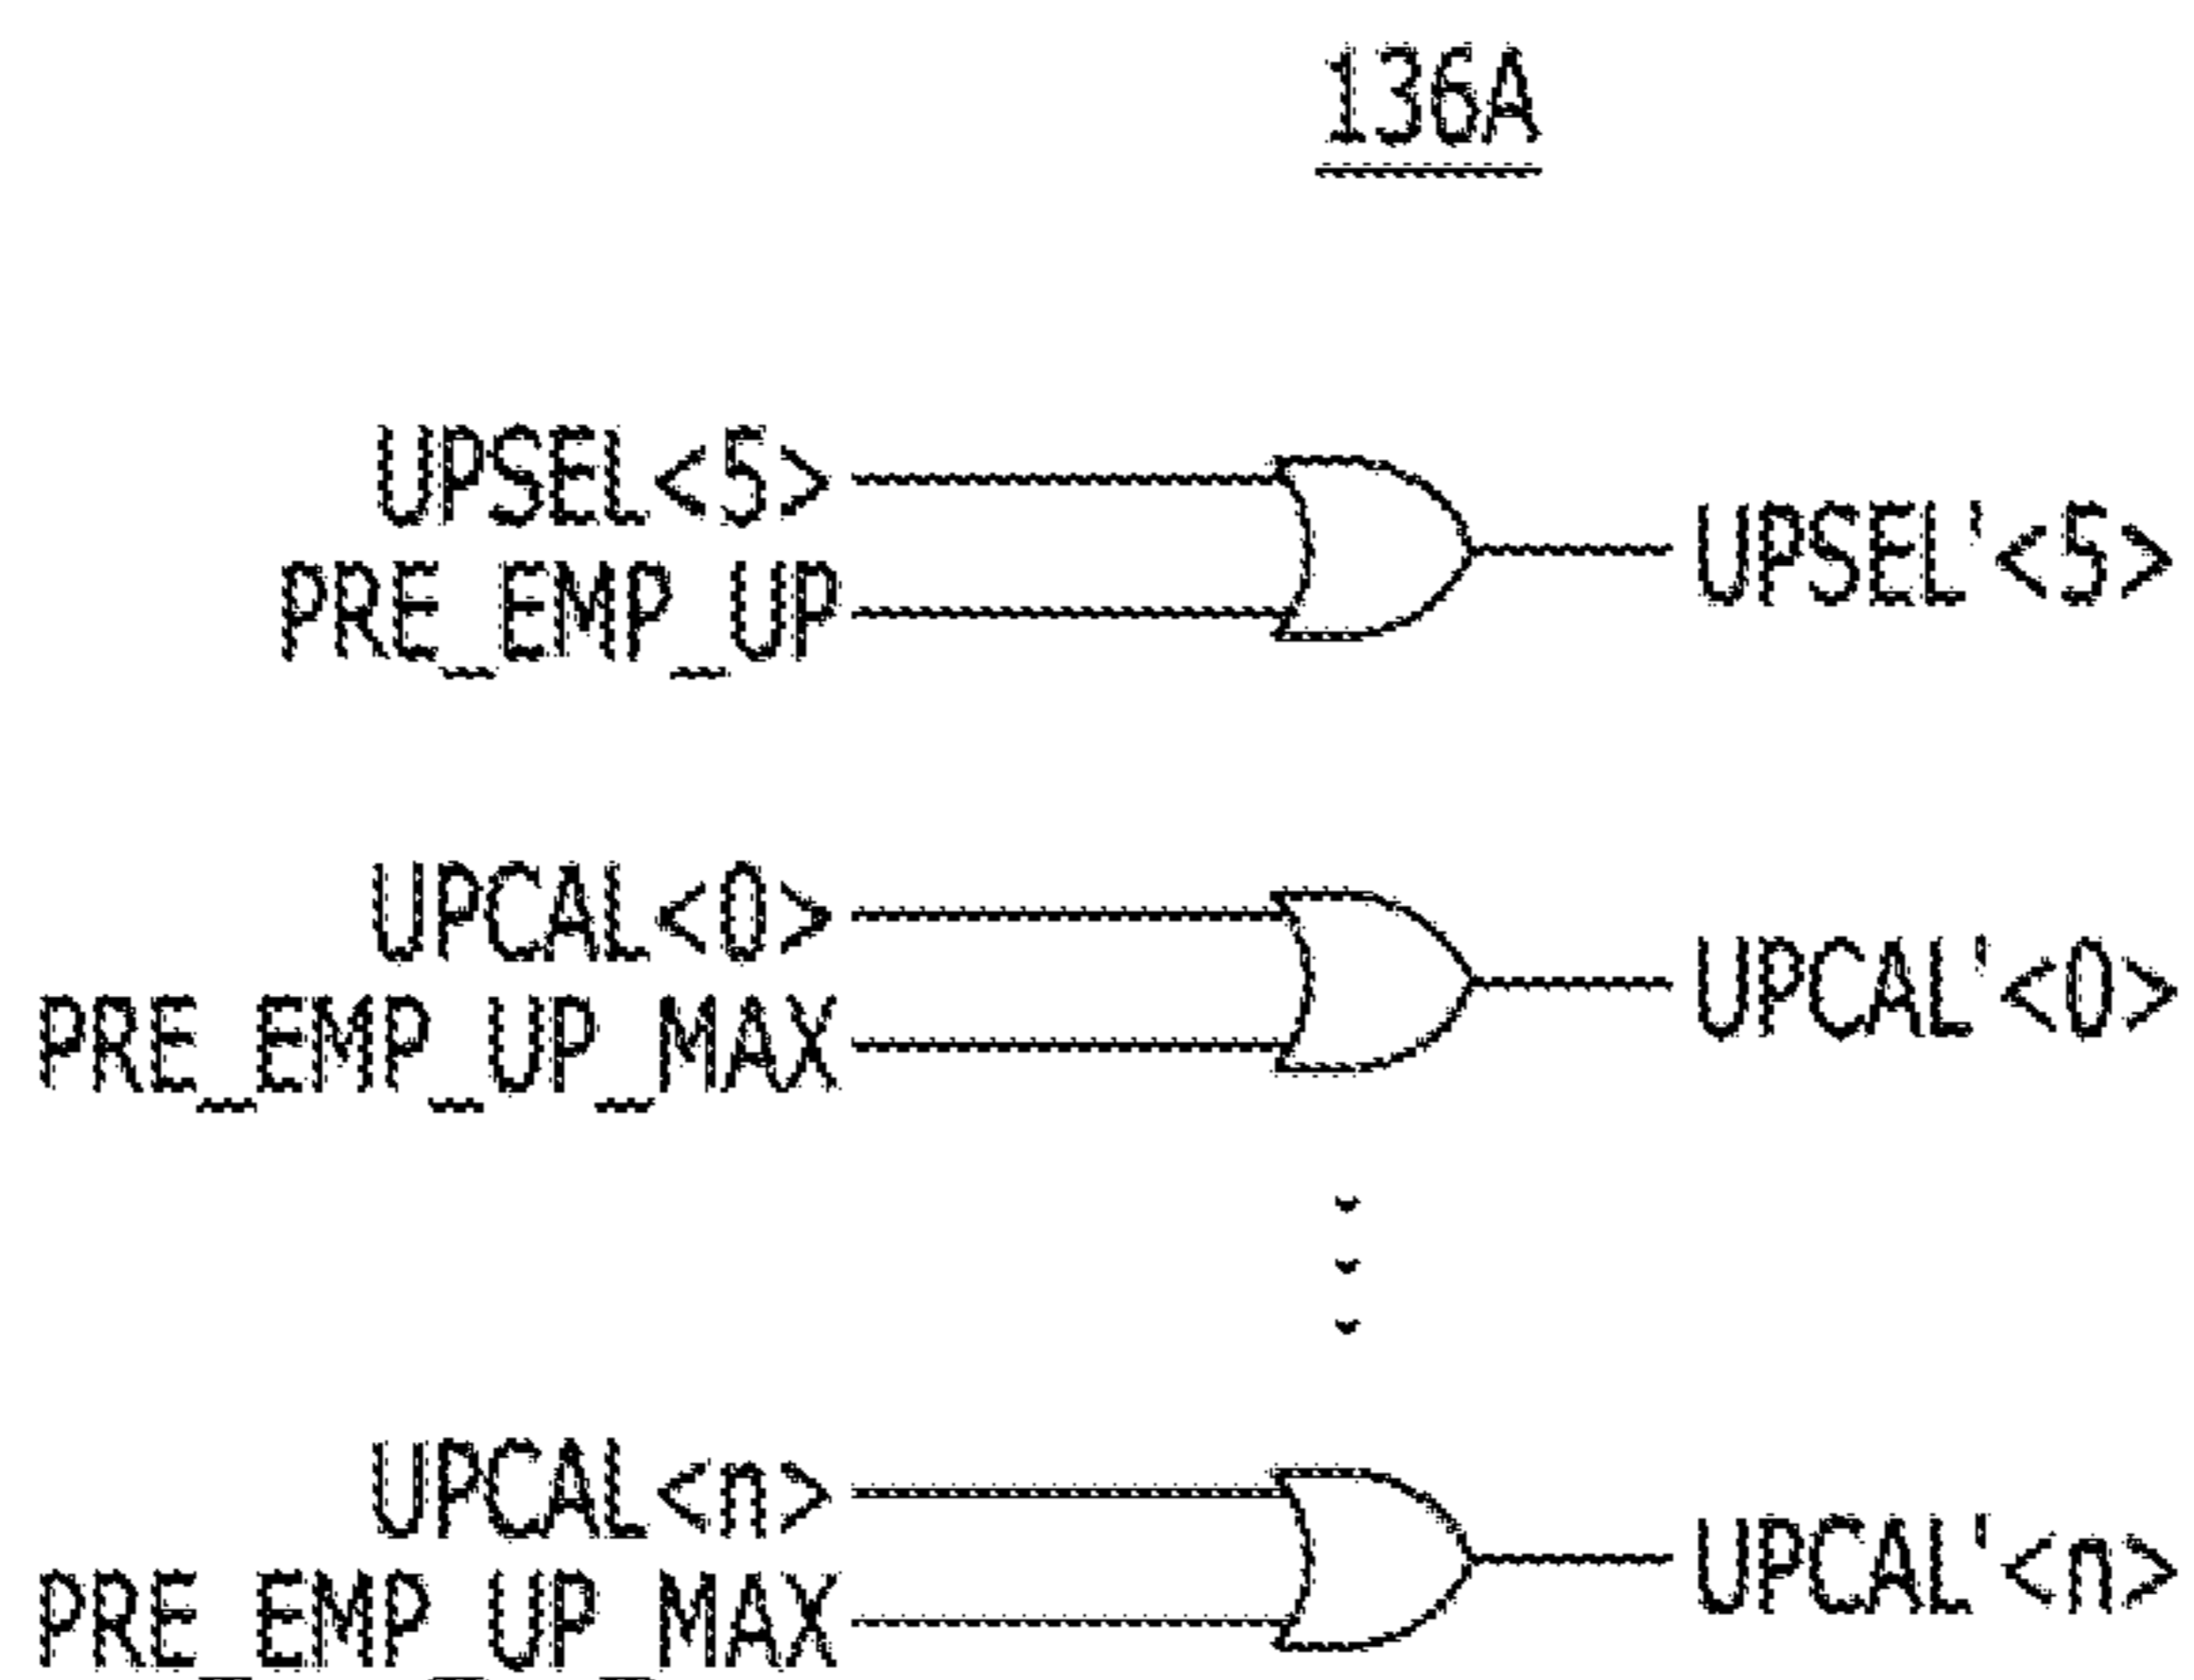 136A
UPSEL<5>
PRE_EMP_UP
UPSEL'<5>
UPCAL<0>
PRE_EMP_UP_MAX
UPCAL'<0>
UPCAL<n>
PRE_EMP_UP_MAX
UPCAL'<n>